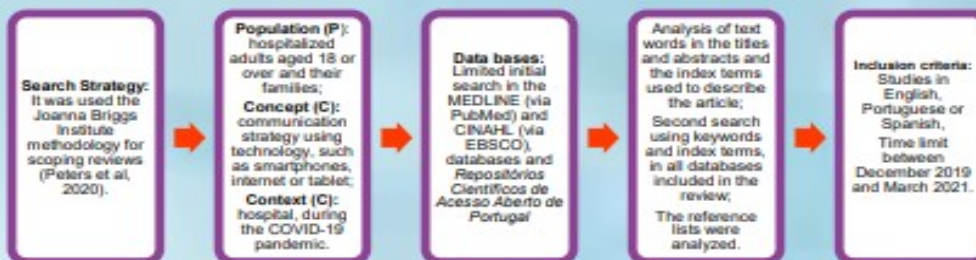 Search Strategy:
It was used the
Joanna Briggs
Institute
methodology for
scoping reviews
(Peters et al,
2020).
Population (P):
hospitalized
adults aged 18 or
over and their
families;
Concept (C):
communication
strategy using
technology, such
as smartphones,
internet or tablet;
Context (C):
hospital, during
the COVID-19
pandemic.
Data bases:
Limited initial
search in the
MEDLINE (via
PubMed) and
CINAHL (via
EBSCO),
databases and
Repositórios
Científicos de
Acesso Aberto de
Portugal
Analysis of text
words in the titles
and abstracts and
the index terms
used to describe
the article;
Second search
using keywords
and index terms,
in all databases
included in the
review;
The reference
lists were
analyzed.
Inclusion criteria:
Studies in
English,
Portuguese or
Spanish,
Time limit
between
December 2019
and March 2021.